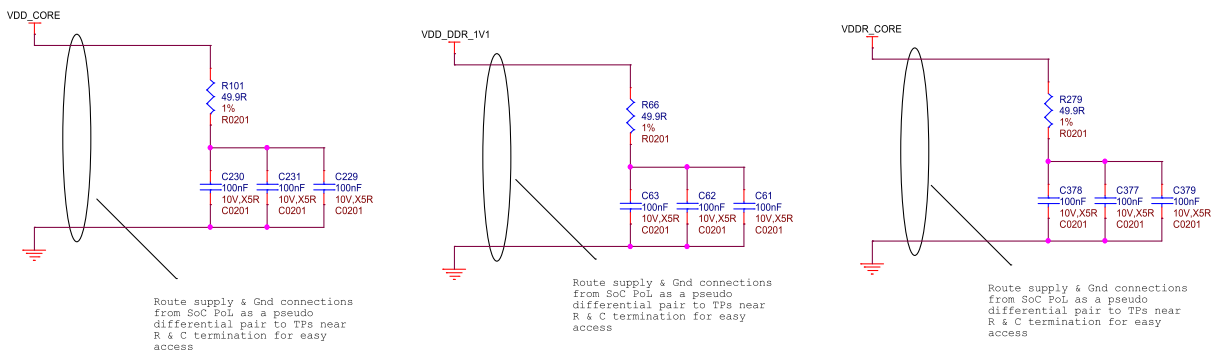 VDD_CORE
R101
49.9R
1%
R0201
C230
100nF
10V,X5R
C0201
C231
100nF
10V,X5R
C0201
C229
100nF
10V,X5R
C0201
Route supply & Gnd connections
from SoC PoL as a pseudo
differential pair to TPs near
R & C termination for easy
access
VDD_DDR_1V1
R66
49.9R
1%
R0201
C63
100nF
10V,X5R
C0201
C62
100nF
10V,X5R
C0201
C61
100nF
10V,X5R
C0201
Route supply & Gnd connections
from SoC PoL as a pseudo
differential pair to TPs near
R & C termination for easy
access
VDDR_CORE
R279
49.9R
1%
R0201
C378
100nF
10V,X5R
C0201
C377
100nF
10V,X5R
C0201
C379
100nF
10V,X5R
C0201
Route supply & Gnd connections
from SoC PoL as a pseudo
differential pair to TPs near
R & C termination for easy
access